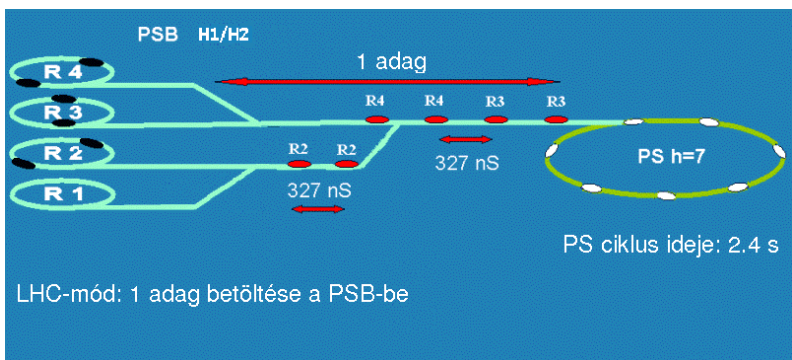 PSB H1/H2
1 adag
R 4
R 3
R 2
R 1
R4 R4 R3 R3
R2 R2
327 nS
327 nS
PS h=7
PS ciklus ideje: 2.4 s
LHC-mód: 1 adag betöltése a PSB-be